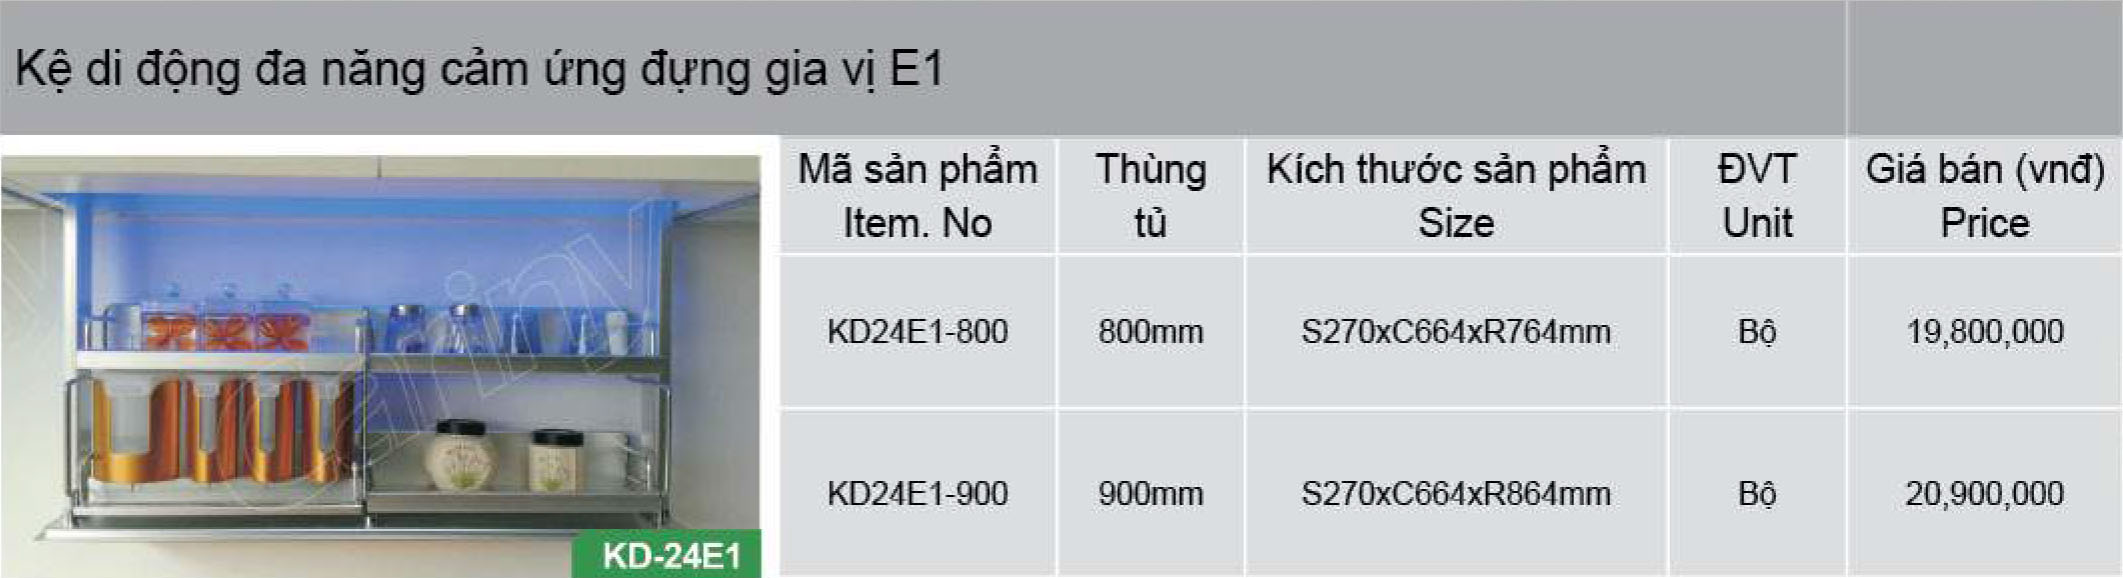 Kệ di động đa năng cảm ứng đựng gia vị E1
Mã sản phẩm Thùng Kích thước sản phẩm ĐVT Giá bán (vnđ)
Item. No tủ Size Unit Price
KD24E1-800 800mm S270xC664xR764mm Bộ 19,800,000
KD24E1-900 900mm S270xC664xR864mm Bộ 20,900,000
KD-24E1